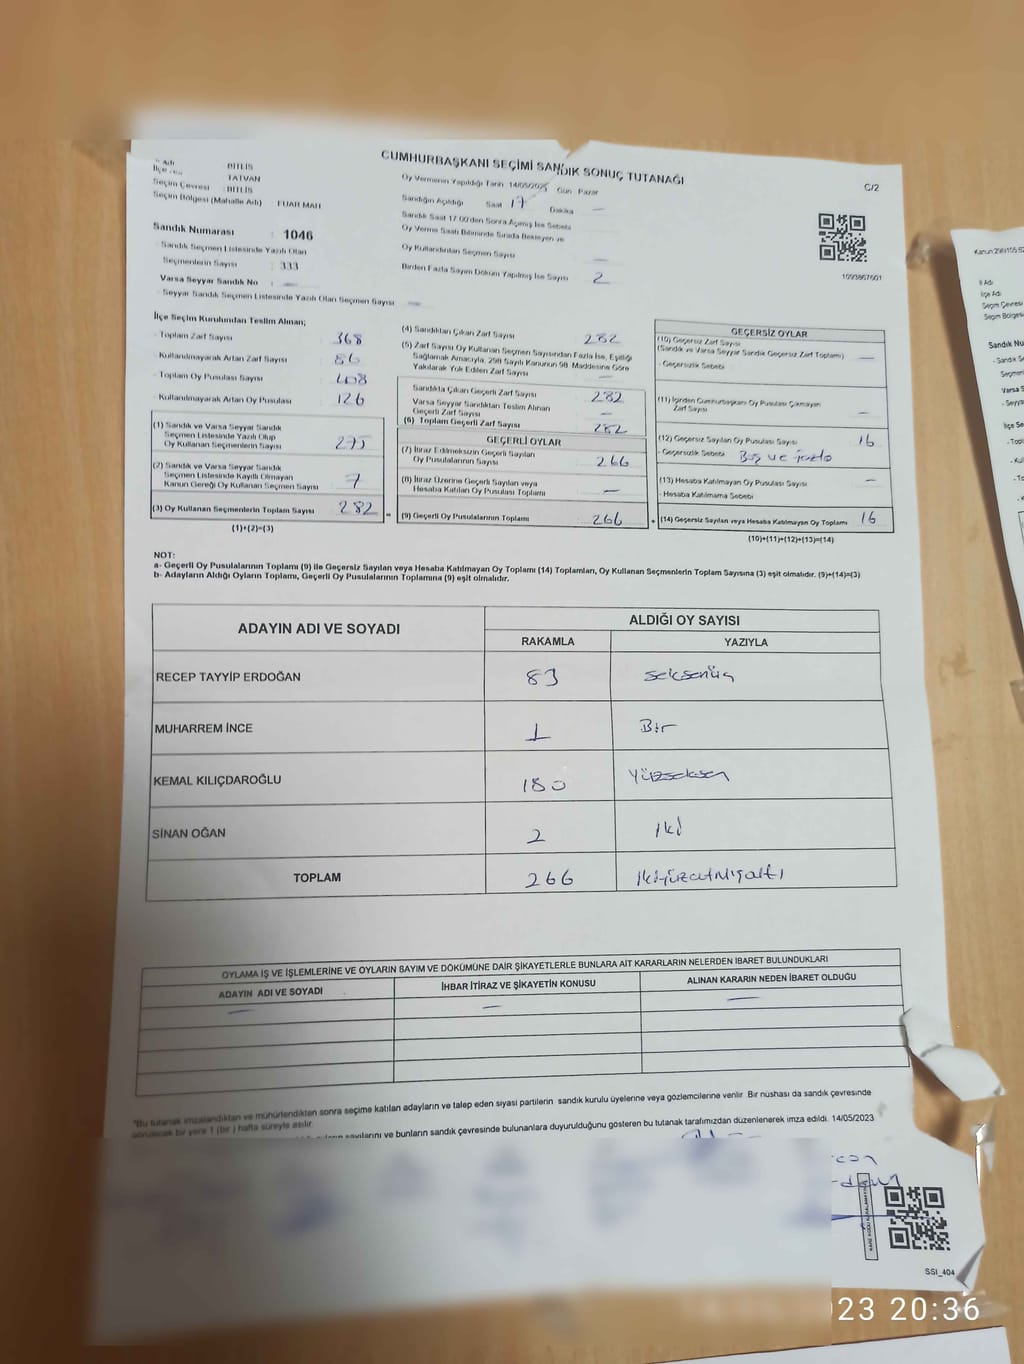 CUMHURBAŞKANI SEÇİMİ SANDIK SONUÇ TUTANAĞI
C/2
İl Adı BİTLİS
İlçe Adı TATVAN
Seçim Çevresi : BİTLİS
Seçim Bölgesi (Mahalle Adı) : FUAR MAH
Sandık Numarası : 1046
- Sandık Seçmen Listesinde Yazılı Olan
Seçmenlerin Sayısı : 333
Varsa Seyyar Sandık No : —
- Seyyar Sandık Seçmen Listesinde Yazılı Olan Seçmen Sayısı —
Oy Vermenin Yapıldığı Tarih 14/05/2023 Gün Pazar
Sandığın Açıldığı Saat 17 Dakika —
Sandık Saat 17:00'den Sonra Açılmış İse Sebebi
Oy Verme Saati Bitiminde Sırada Bekleyen ve
Oy Kullandırılan Seçmen Sayısı —
Birden Fazla Sayım Döküm Yapılmış İse Sayısı 2
1093867601
İlçe Seçim Kurulundan Teslim Alınan;
- Toplam Zarf Sayısı 368
- Kullanılmayarak Artan Zarf Sayısı 86
- Toplam Oy Pusulası Sayısı 408
- Kullanılmayarak Artan Oy Pusulası 126
(1) Sandık ve Varsa Seyyar Sandık
Seçmen Listesinde Yazılı Olup
Oy Kullanan Seçmenlerin Sayısı 275
(2) Sandık ve Varsa Seyyar Sandık
Seçmen Listesinde Kayıtlı Olmayan
Kanun Gereği Oy Kullanan Seçmen Sayısı 7
(3) Oy Kullanan Seçmenlerin Toplam Sayısı 282
(1)+(2)=(3)
(4) Sandıktan Çıkan Zarf Sayısı 282
(5) Zarf Sayısı Oy Kullanan Seçmen Sayısından Fazla İse, Eşitliği
Sağlamak Amacıyla, 298 Sayılı Kanunun 98. Maddesine Göre
Yakılarak Yok Edilen Zarf Sayısı —
Sandıkta Çıkan Geçerli Zarf Sayısı 282
Varsa Seyyar Sandıktan Teslim Alınan
Geçerli Zarf Sayısı —
(6) Toplam Geçerli Zarf Sayısı 282
GEÇERLİ OYLAR
(7) İtiraz Edilmeksizin Geçerli Sayılan
Oy Pusulalarının Sayısı 266
(8) İtiraz Üzerine Geçerli Sayılan veya
Hesaba Katılan Oy Pusulası Toplamı —
= (9) Geçerli Oy Pusulalarının Toplamı 266
GEÇERSİZ OYLAR
(10) Geçersiz Zarf Sayısı
(Sandık ve Varsa Seyyar Sandık Geçersiz Zarf Toplamı) —
- Geçersizlik Sebebi
(11) İçinden Cumhurbaşkanı Oy Pusulası Çıkmayan
Zarf Sayısı —
(12) Geçersiz Sayılan Oy Pusulası Sayısı 16
- Geçersizlik Sebebi Boş ve
(13) Hesaba Katılmayan Oy Pusulası Sayısı —
- Hesaba Katılmama Sebebi
+ (14) Geçersiz Sayılan veya Hesaba Katılmayan Oy Toplamı 16
(10)+(11)+(12)+(13)=(14)
NOT:
a- Geçerli Oy Pusulalarının Toplamı (9) ile Geçersiz Sayılan veya Hesaba Katılmayan Oy Toplamı (14) Toplamları, Oy Kullanan Seçmenlerin Toplam Sayısına (3) eşit olmalıdır. (9)+(14)=(3)
b- Adayların Aldığı Oyların Toplamı, Geçerli Oy Pusulalarının Toplamına (9) eşit olmalıdır.
ADAYIN ADI VE SOYADI
ALDIĞI OY SAYISI
RAKAMLA YAZIYLA
RECEP TAYYİP ERDOĞAN 83 seksenüç
MUHARREM İNCE 1 Bir
KEMAL KILIÇDAROĞLU 180 Yüzseksen
SİNAN OĞAN 2 iki
TOPLAM 266 ikiyüzaltmışaltı
OYLAMA İŞ VE İŞLEMLERİNE VE OYLARIN SAYIM VE DÖKÜMÜNE DAİR ŞİKAYETLERLE BUNLARA AİT KARARLARIN NELERDEN İBARET BULUNDUKLARI
ADAYIN ADI VE SOYADI İHBAR İTİRAZ VE ŞİKAYETİN KONUSU ALINAN KARARIN NEDEN İBARET OLDUĞU
— — —
*Bu tutanak imzalandıktan ve mühürlendikten sonra seçime katılan adayların ve talep eden siyasi partilerin sandık kurulu üyelerine veya gözlemcilerine verilir. Bir nüshası da sandık çevresinde
görülecek bir yere 1 (bir) hafta süreyle asılır.
sayılarını ve bunların sandık çevresinde bulunanlara duyurulduğunu gösteren bu tutanak tarafımızdan düzenlenerek imza edildi. 14/05/2023
SSI_404
23 20:36
İl Adı
İlçe Adı
Seçim Çevresi
Seçim Bölgesi
Sandık Nu